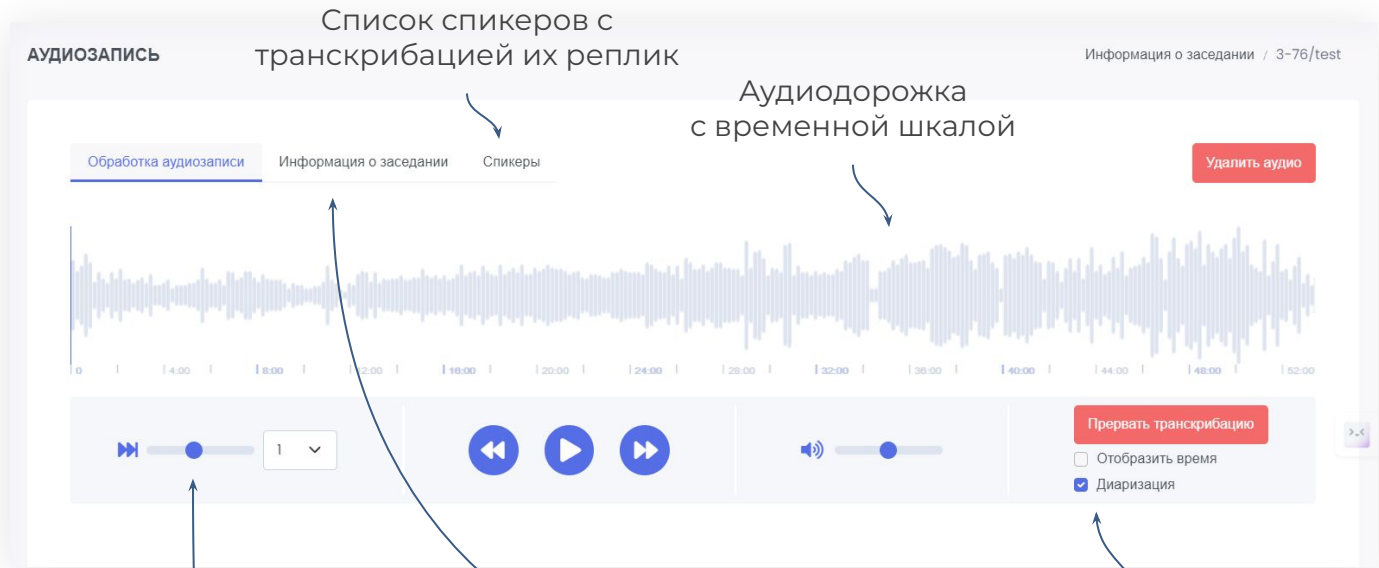 Список спикеров с
транскрибацией их реплик
АУДИОЗАПИСЬ
Информация о заседании / 3-76/test
Аудиодорожка
с временной шкалой
Обработка аудиозаписи Информация о заседании Спикеры
Удалить аудио
0 4:00 8:00 12:00 16:00 20:00 24:00 28:00 32:00 36:00 40:00 44:00 48:00 52:00
1
Прервать транскрибацию
Отобразить время
Диаризация